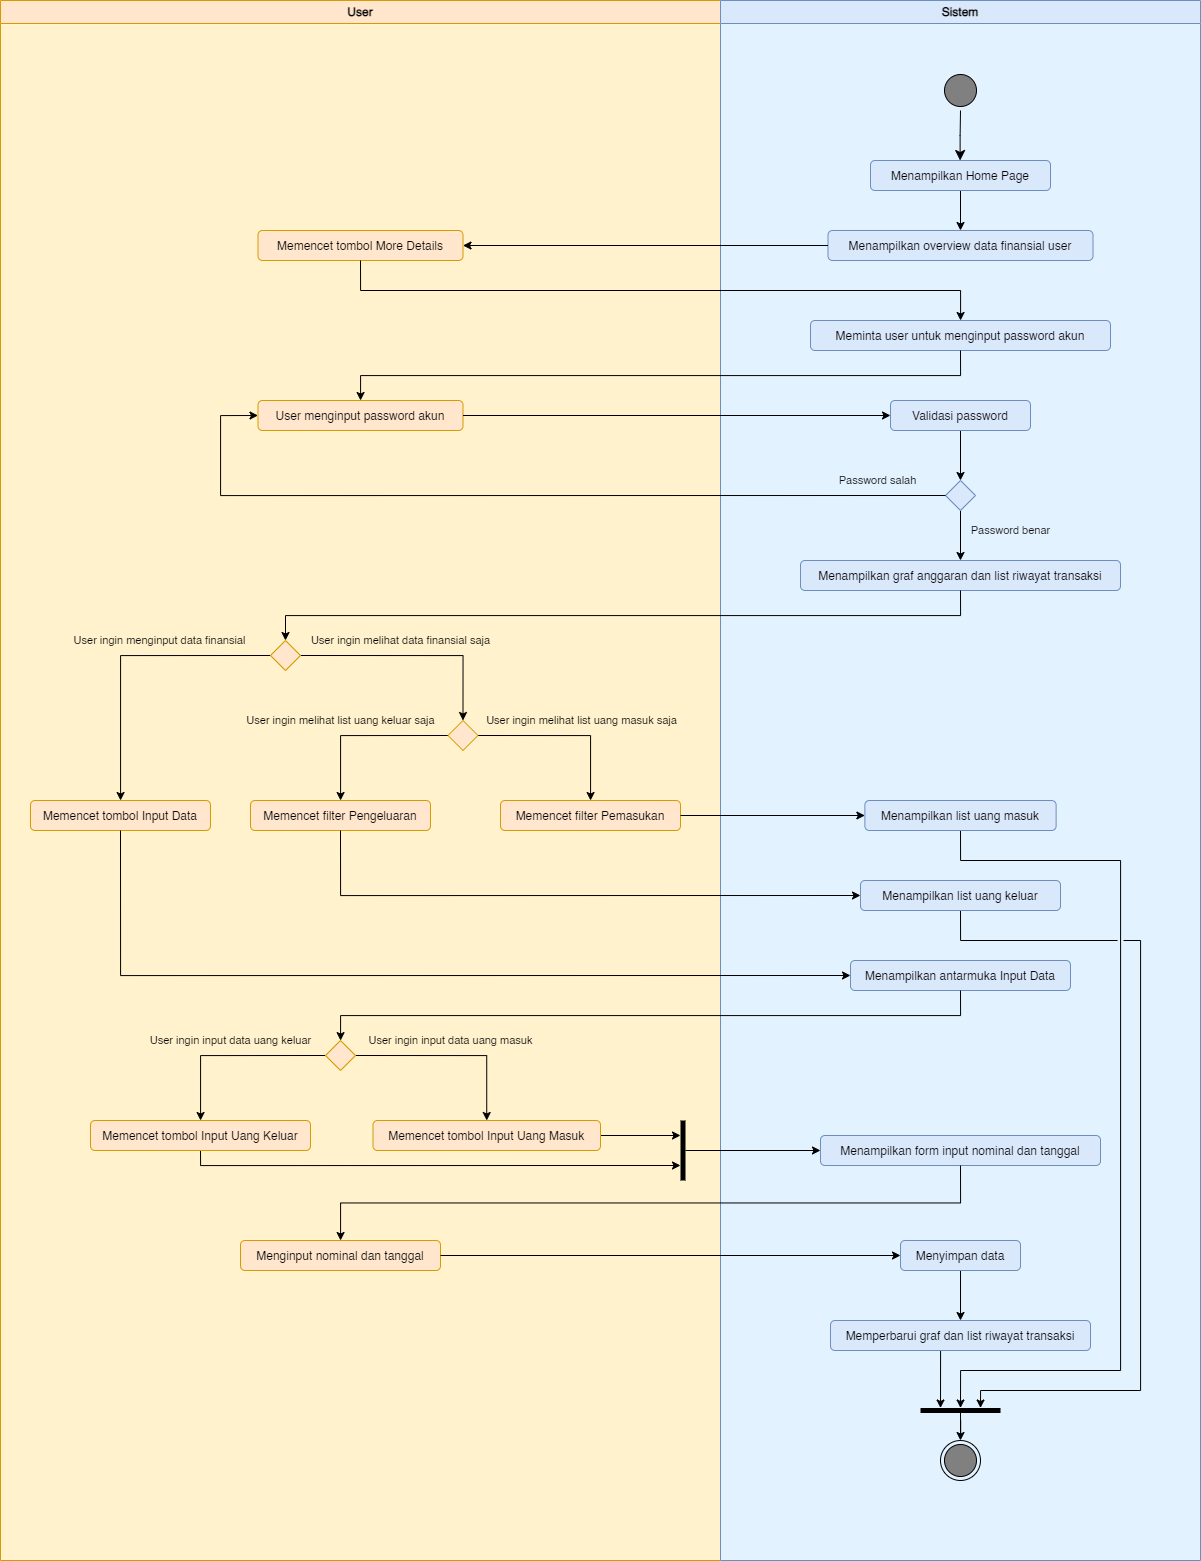 User
Sistem
Menampilkan Home Page
Memencet tombol More Details
Menampilkan overview data finansial user
Meminta user untuk menginput password akun
User menginput password akun
Validasi password
Password salah
Password benar
Menampilkan graf anggaran dan list riwayat transaksi
User ingin menginput data finansial
User ingin melihat data finansial saja
User ingin melihat list uang keluar saja
User ingin melihat list uang masuk saja
Memencet tombol Input Data
Memencet filter Pengeluaran
Memencet filter Pemasukan
Menampilkan list uang masuk
Menampilkan list uang keluar
Menampilkan antarmuka Input Data
User ingin input data uang keluar
User ingin input data uang masuk
Memencet tombol Input Uang Keluar
Memencet tombol Input Uang Masuk
Menampilkan form input nominal dan tanggal
Menginput nominal dan tanggal
Menyimpan data
Memperbarui graf dan list riwayat transaksi